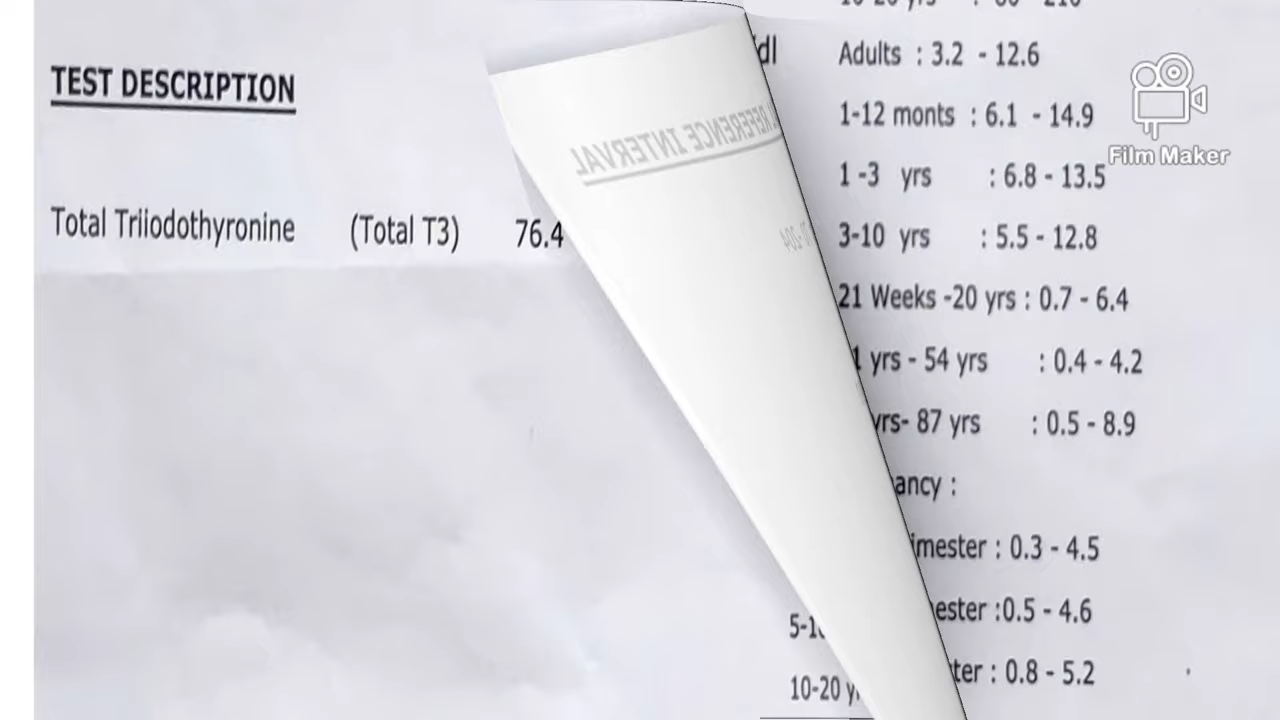 TEST DESCRIPTION
Total Triiodothyronine (Total T3) 76.4
REFERENCE INTERVAL
dl
Adults : 3.2 - 12.6
1-12 monts : 6.1 - 14.9
1 -3 yrs : 6.8 - 13.5
3-10 yrs : 5.5 - 12.8
21 Weeks -20 yrs : 0.7 - 6.4
yrs - 54 yrs : 0.4 - 4.2
yrs- 87 yrs : 0.5 - 8.9
ancy :
imester : 0.3 - 4.5
ester :0.5 - 4.6
ter : 0.8 - 5.2
10-20
Film Maker